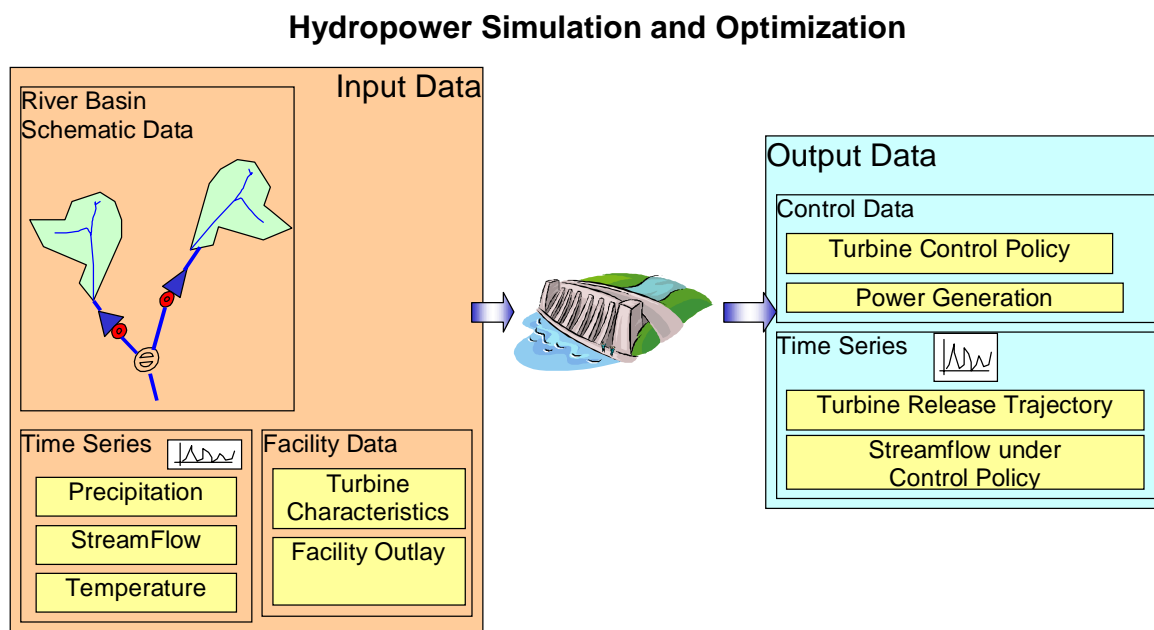 Hydropower Simulation and Optimization
Input Data
River Basin
Schematic Data
Time Series
Precipitation
StreamFlow
Temperature
Facility Data
Turbine
Characteristics
Facility Outlay
Output Data
Control Data
Turbine Control Policy
Power Generation
Time Series
Turbine Release Trajectory
Streamflow under
Control Policy